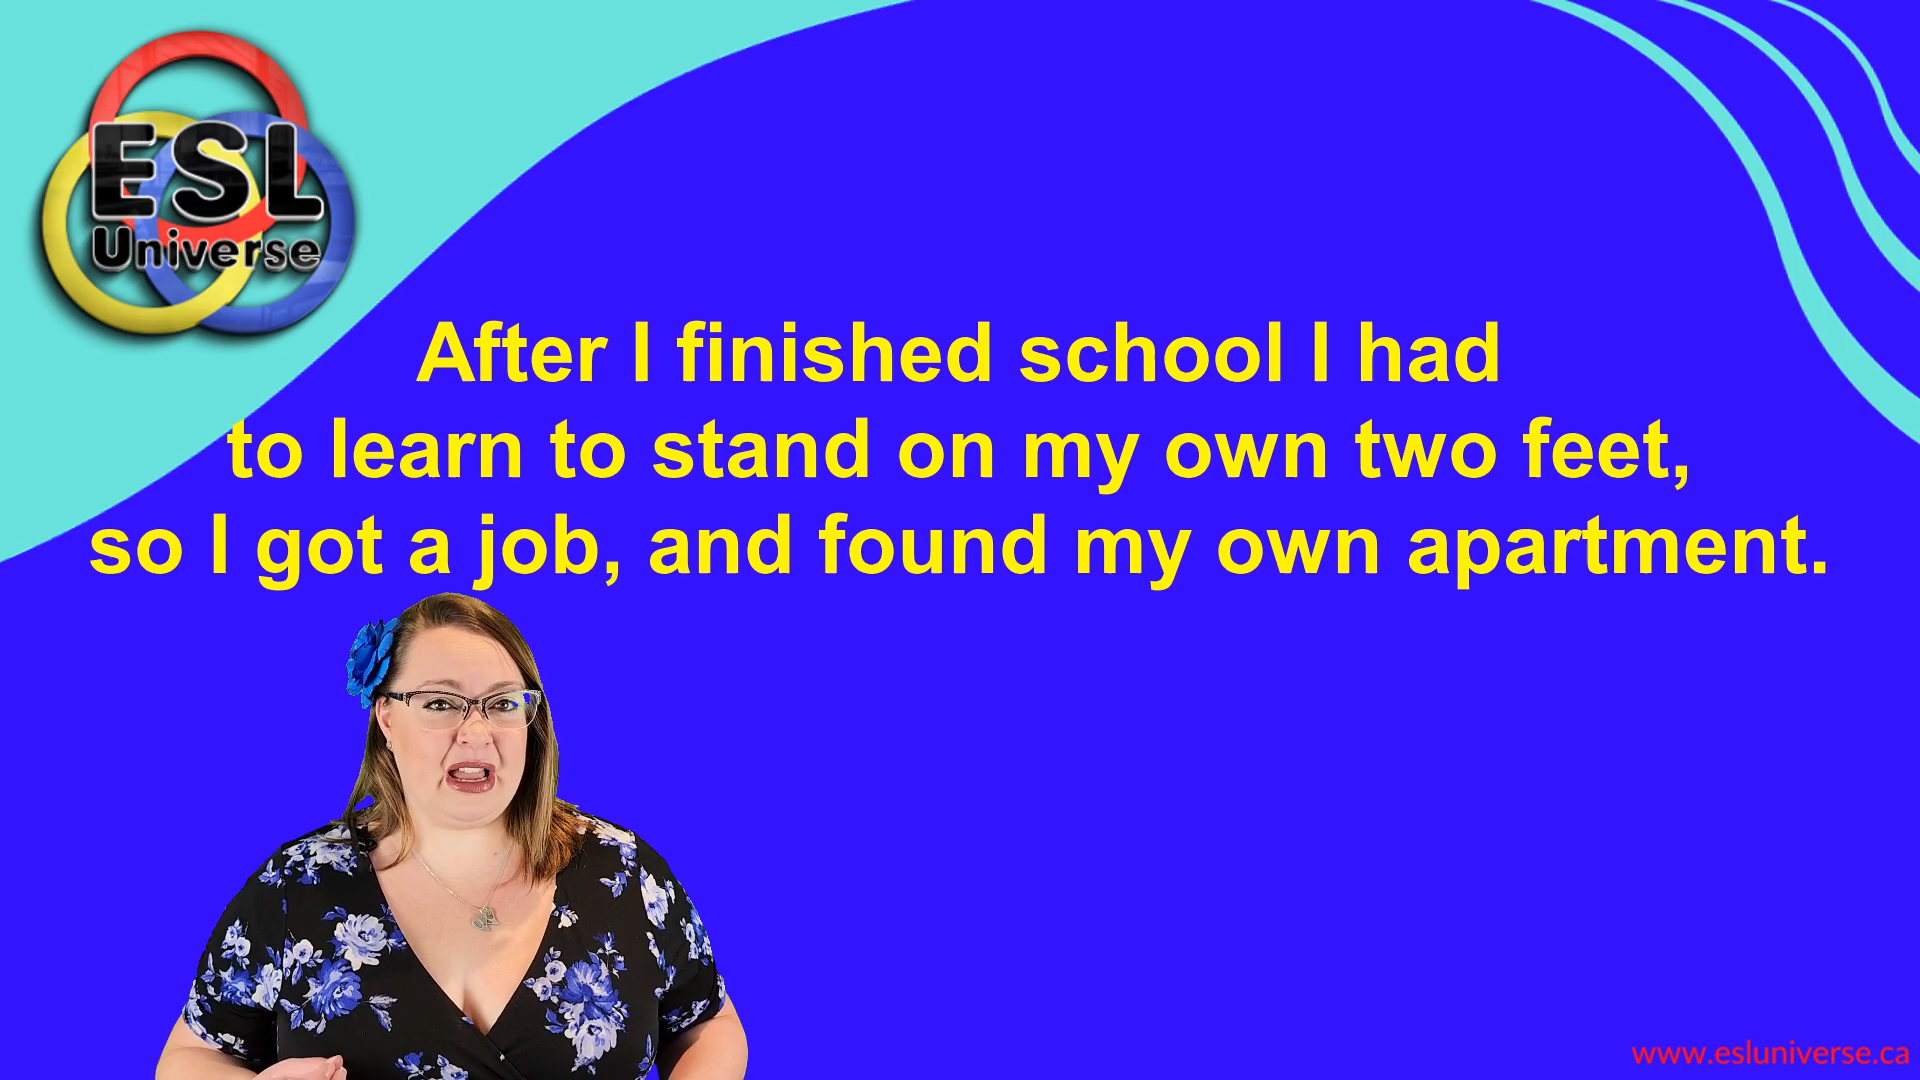 ESL
Universe
After I finished school I had
to learn to stand on my own two feet,
so I got a job, and found my own apartment.
www.esluniverse.ca